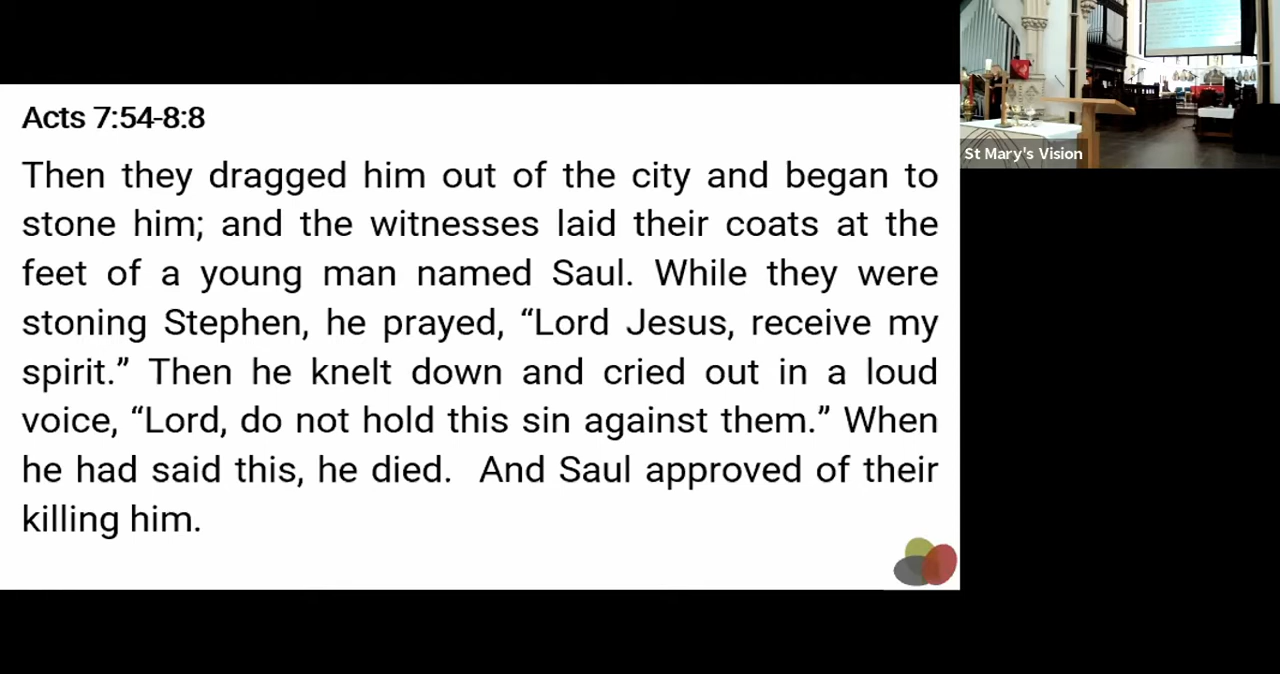 Acts 7:54-8:8
Then they dragged him out of the city and began to
stone him; and the witnesses laid their coats at the
feet of a young man named Saul. While they were
stoning Stephen, he prayed, “Lord Jesus, receive my
spirit.” Then he knelt down and cried out in a loud
voice, “Lord, do not hold this sin against them.” When
he had said this, he died.  And Saul approved of their
killing him.
St Mary's Vision